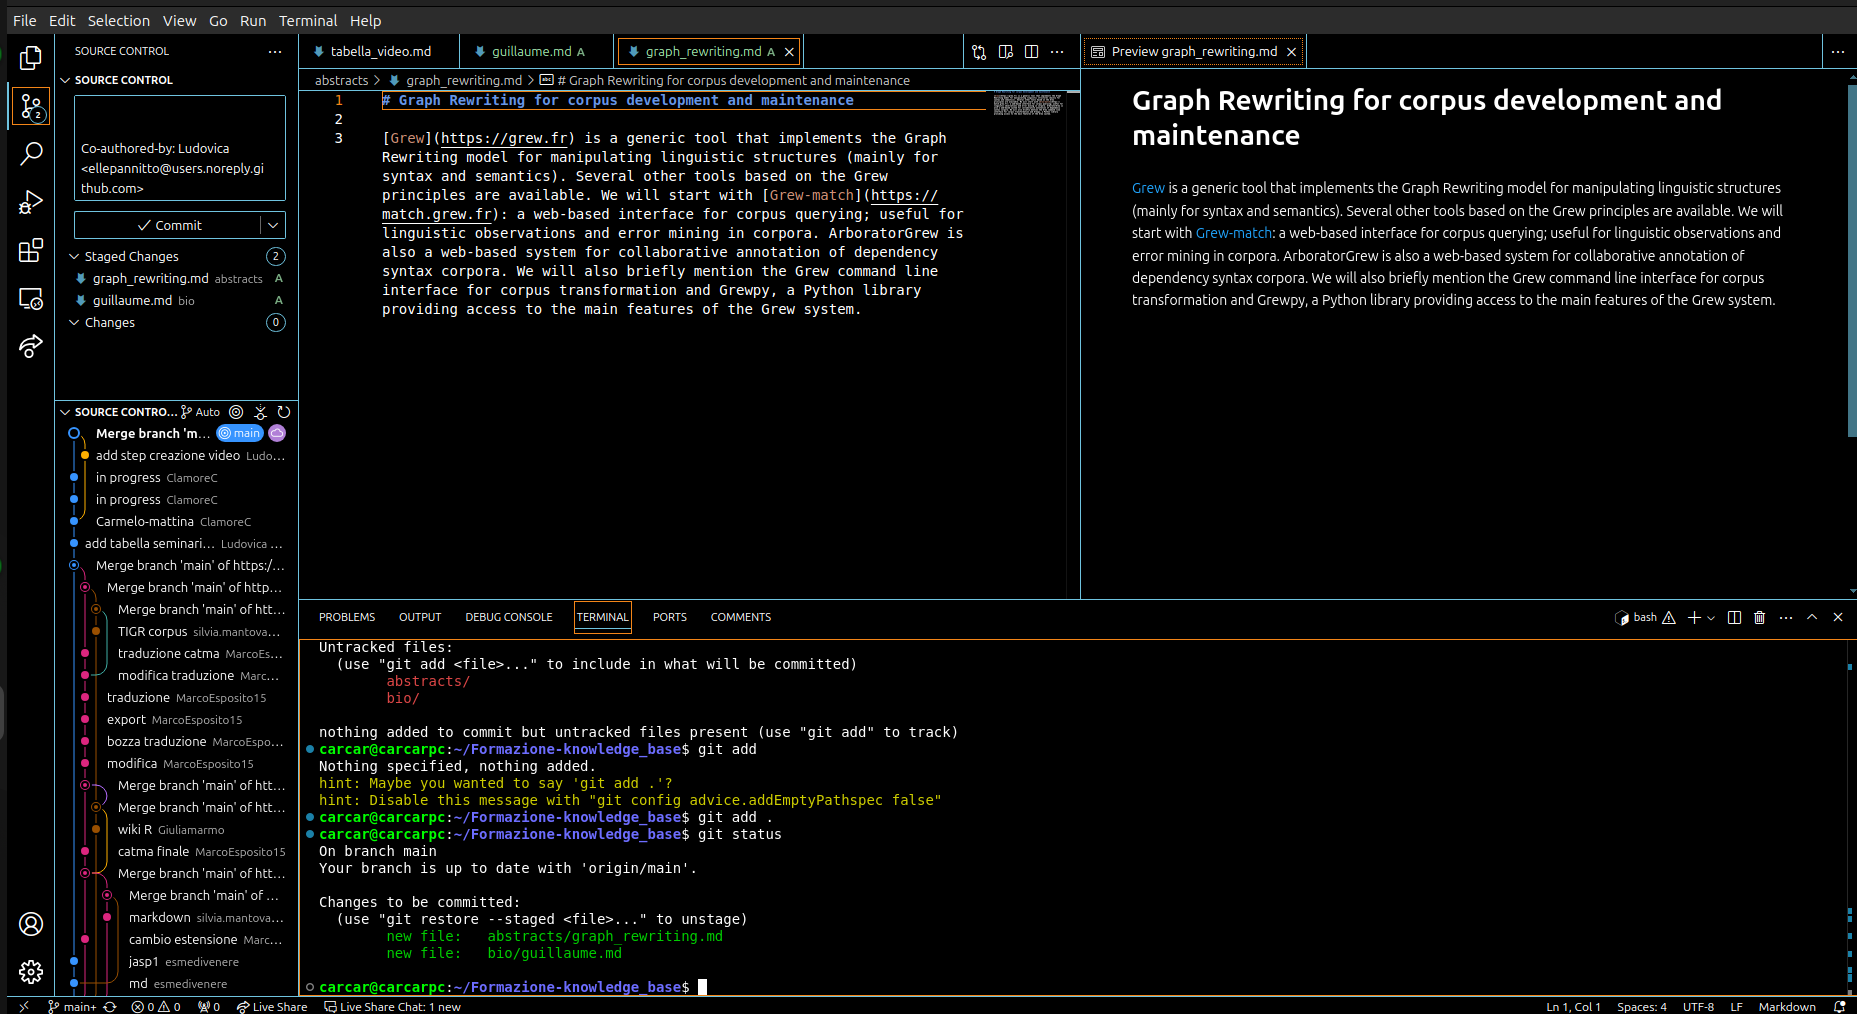 File Edit Selection View Go Run Terminal Help
SOURCE CONTROL
tabella_video.md
guillaume.md A
graph_rewriting.md A
Preview graph_rewriting.md
SOURCE CONTROL
abstracts > graph_rewriting.md > # Graph Rewriting for corpus development and maintenance
2
Co-authored-by: Ludovica
<ellepannitto@users.noreply.gi
thub.com>
Commit
Staged Changes 2
graph_rewriting.md abstracts A
guillaume.md bio A
Changes 0
1 # Graph Rewriting for corpus development and maintenance
2
3 [Grew](https://grew.fr) is a generic tool that implements the Graph
Rewriting model for manipulating linguistic structures (mainly for
syntax and semantics). Several other tools based on the Grew
principles are available. We will start with [Grew-match](https://
match.grew.fr): a web-based interface for corpus querying; useful for
linguistic observations and error mining in corpora. ArboratorGrew is
also a web-based system for collaborative annotation of dependency
syntax corpora. We will also briefly mention the Grew command line
interface for corpus transformation and Grewpy, a Python library
providing access to the main features of the Grew system.
Graph Rewriting for corpus development and
maintenance
Grew is a generic tool that implements the Graph Rewriting model for manipulating linguistic structures
(mainly for syntax and semantics). Several other tools based on the Grew principles are available. We will
start with Grew-match: a web-based interface for corpus querying; useful for linguistic observations and
error mining in corpora. ArboratorGrew is also a web-based system for collaborative annotation of
dependency syntax corpora. We will also briefly mention the Grew command line interface for corpus
transformation and Grewpy, a Python library providing access to the main features of the Grew system.
SOURCE CONTRO... Auto
Merge branch 'm... main
add step creazione video Ludo...
in progress ClamoreC
in progress ClamoreC
Carmelo-mattina ClamoreC
add tabella seminari... Ludovica ...
Merge branch 'main' of https:/...
Merge branch 'main' of http...
Merge branch 'main' of htt...
TIGR corpus silvia.mantova...
traduzione catma MarcoEs...
modifica traduzione Marc...
traduzione MarcoEsposito15
export MarcoEsposito15
bozza traduzione MarcoEspo...
modifica MarcoEsposito15
Merge branch 'main' of htt...
Merge branch 'main' of htt...
wiki R Giuliamarmo
catma finale MarcoEsposito15
Merge branch 'main' of htt...
Merge branch 'main' of ...
markdown silvia.mantova...
cambio estensione Marc...
jasp1 esmedivenere
md esmedivenere
PROBLEMS OUTPUT DEBUG CONSOLE TERMINAL PORTS COMMENTS
bash
Untracked files:
(use "git add <file>..." to include in what will be committed)
abstracts/
bio/
nothing added to commit but untracked files present (use "git add" to track)
carcar@carcarpc:~/Formazione-knowledge_base$ git add
Nothing specified, nothing added.
hint: Maybe you wanted to say 'git add .'?
hint: Disable this message with "git config advice.addEmptyPathspec false"
carcar@carcarpc:~/Formazione-knowledge_base$ git add .
carcar@carcarpc:~/Formazione-knowledge_base$ git status
On branch main
Your branch is up to date with 'origin/main'.
Changes to be committed:
(use "git restore --staged <file>..." to unstage)
new file: abstracts/graph_rewriting.md
new file: bio/guillaume.md
carcar@carcarpc:~/Formazione-knowledge_base$
main+ 0 0 0 Live Share Live Share Chat: 1 new
Ln 1, Col 1 Spaces: 4 UTF-8 LF Markdown